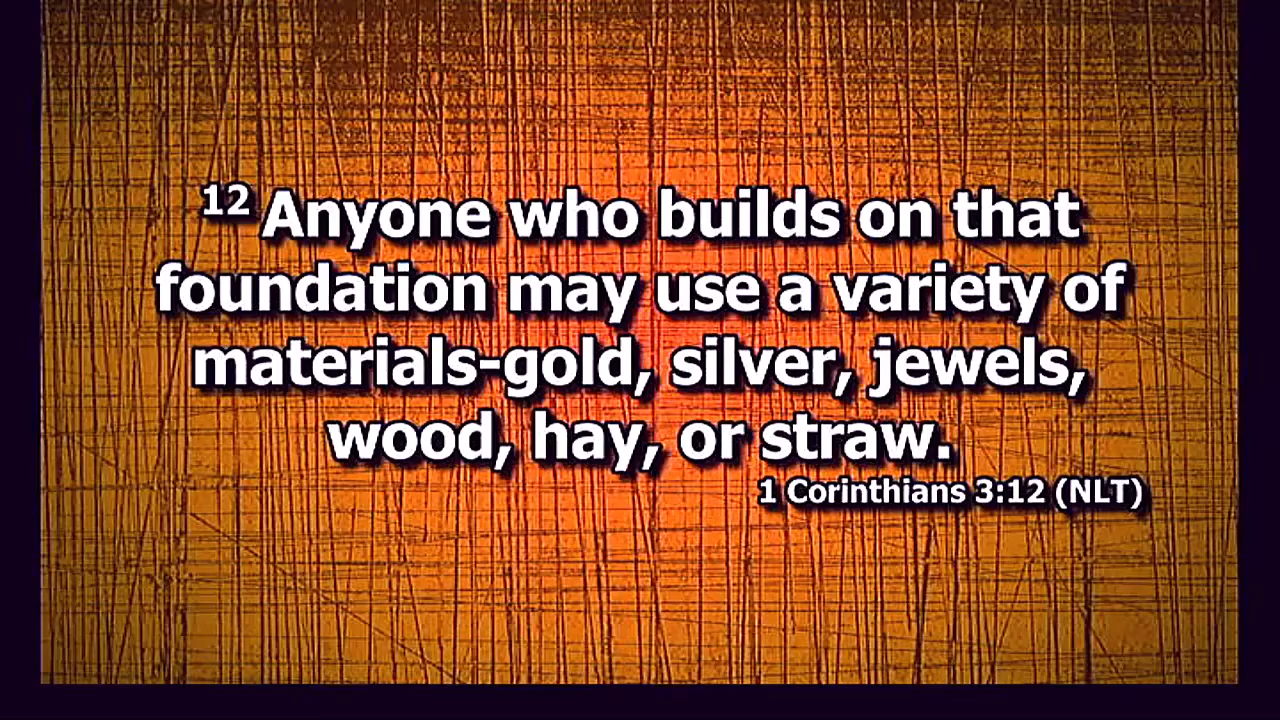 12 Anyone who builds on that
foundation may use a variety of
materials-gold, silver, jewels,
wood, hay, or straw.
1 Corinthians 3:12 (NLT)